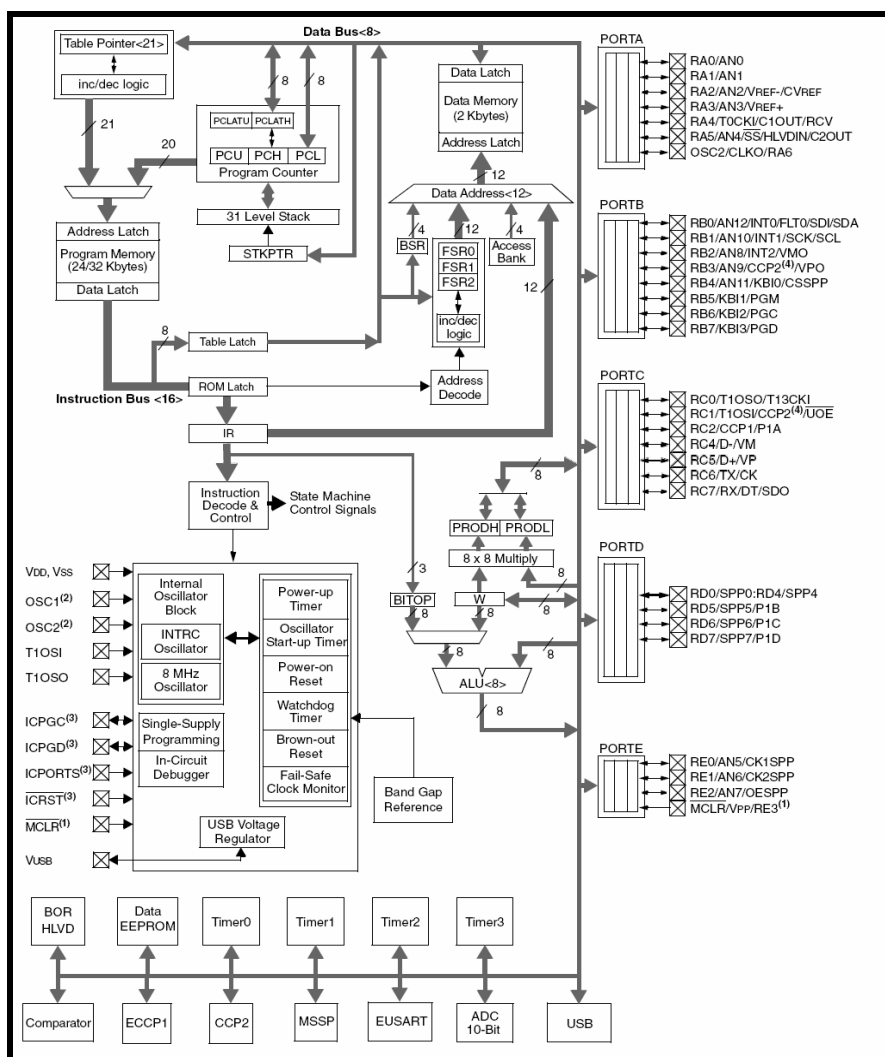 Data Bus<8>
Table Pointer<21>
inc/dec logic
21
20
8
8
PCLATU PCLATH
PCU PCH PCL
Program Counter
31 Level Stack
STKPTR
Address Latch
Program Memory
(24/32 Kbytes)
Data Latch
8
Table Latch
Instruction Bus <16>
ROM Latch
IR
Data Latch
Data Memory
(2 Kbytes)
Address Latch
12
Data Address<12>
4
12
4
BSR
FSR0
FSR1
FSR2
Access
Bank
12
inc/dec
logic
Address
Decode
Instruction
Decode &
Control
State Machine
Control Signals
8
PRODH PRODL
8 x 8 Multiply
8
3
BITOP
W
8
8
8
8
8
ALU<8>
8
VDD, VSS
OSC1(2)
OSC2(2)
T1OSI
T1OSO
ICPGC(3)
ICPGD(3)
ICPORTS(3)
ICRST(3)
MCLR(1)
VUSB
Internal
Oscillator
Block
INTRC
Oscillator
8 MHz
Oscillator
Single-Supply
Programming
In-Circuit
Debugger
Power-up
Timer
Oscillator
Start-up Timer
Power-on
Reset
Watchdog
Timer
Brown-out
Reset
Fail-Safe
Clock Monitor
USB Voltage
Regulator
Band Gap
Reference
PORTA
RA0/AN0
RA1/AN1
RA2/AN2/VREF-/CVREF
RA3/AN3/VREF+
RA4/T0CKI/C1OUT/RCV
RA5/AN4/SS/HLVDIN/C2OUT
OSC2/CLKO/RA6
PORTB
RB0/AN12/INT0/FLT0/SDI/SDA
RB1/AN10/INT1/SCK/SCL
RB2/AN8/INT2/VMO
RB3/AN9/CCP2(4)/VPO
RB4/AN11/KBI0/CSSPP
RB5/KBI1/PGM
RB6/KBI2/PGC
RB7/KBI3/PGD
PORTC
RC0/T1OSO/T13CKI
RC1/T1OSI/CCP2(4)/UOE
RC2/CCP1/P1A
RC4/D-/VM
RC5/D+/VP
RC6/TX/CK
RC7/RX/DT/SDO
PORTD
RD0/SPP0:RD4/SPP4
RD5/SPP5/P1B
RD6/SPP6/P1C
RD7/SPP7/P1D
PORTE
RE0/AN5/CK1SPP
RE1/AN6/CK2SPP
RE2/AN7/OESPP
MCLR/VPP/RE3(1)
BOR
HLVD
Data
EEPROM
Timer0
Timer1
Timer2
Timer3
Comparator
ECCP1
CCP2
MSSP
EUSART
ADC
10-Bit
USB